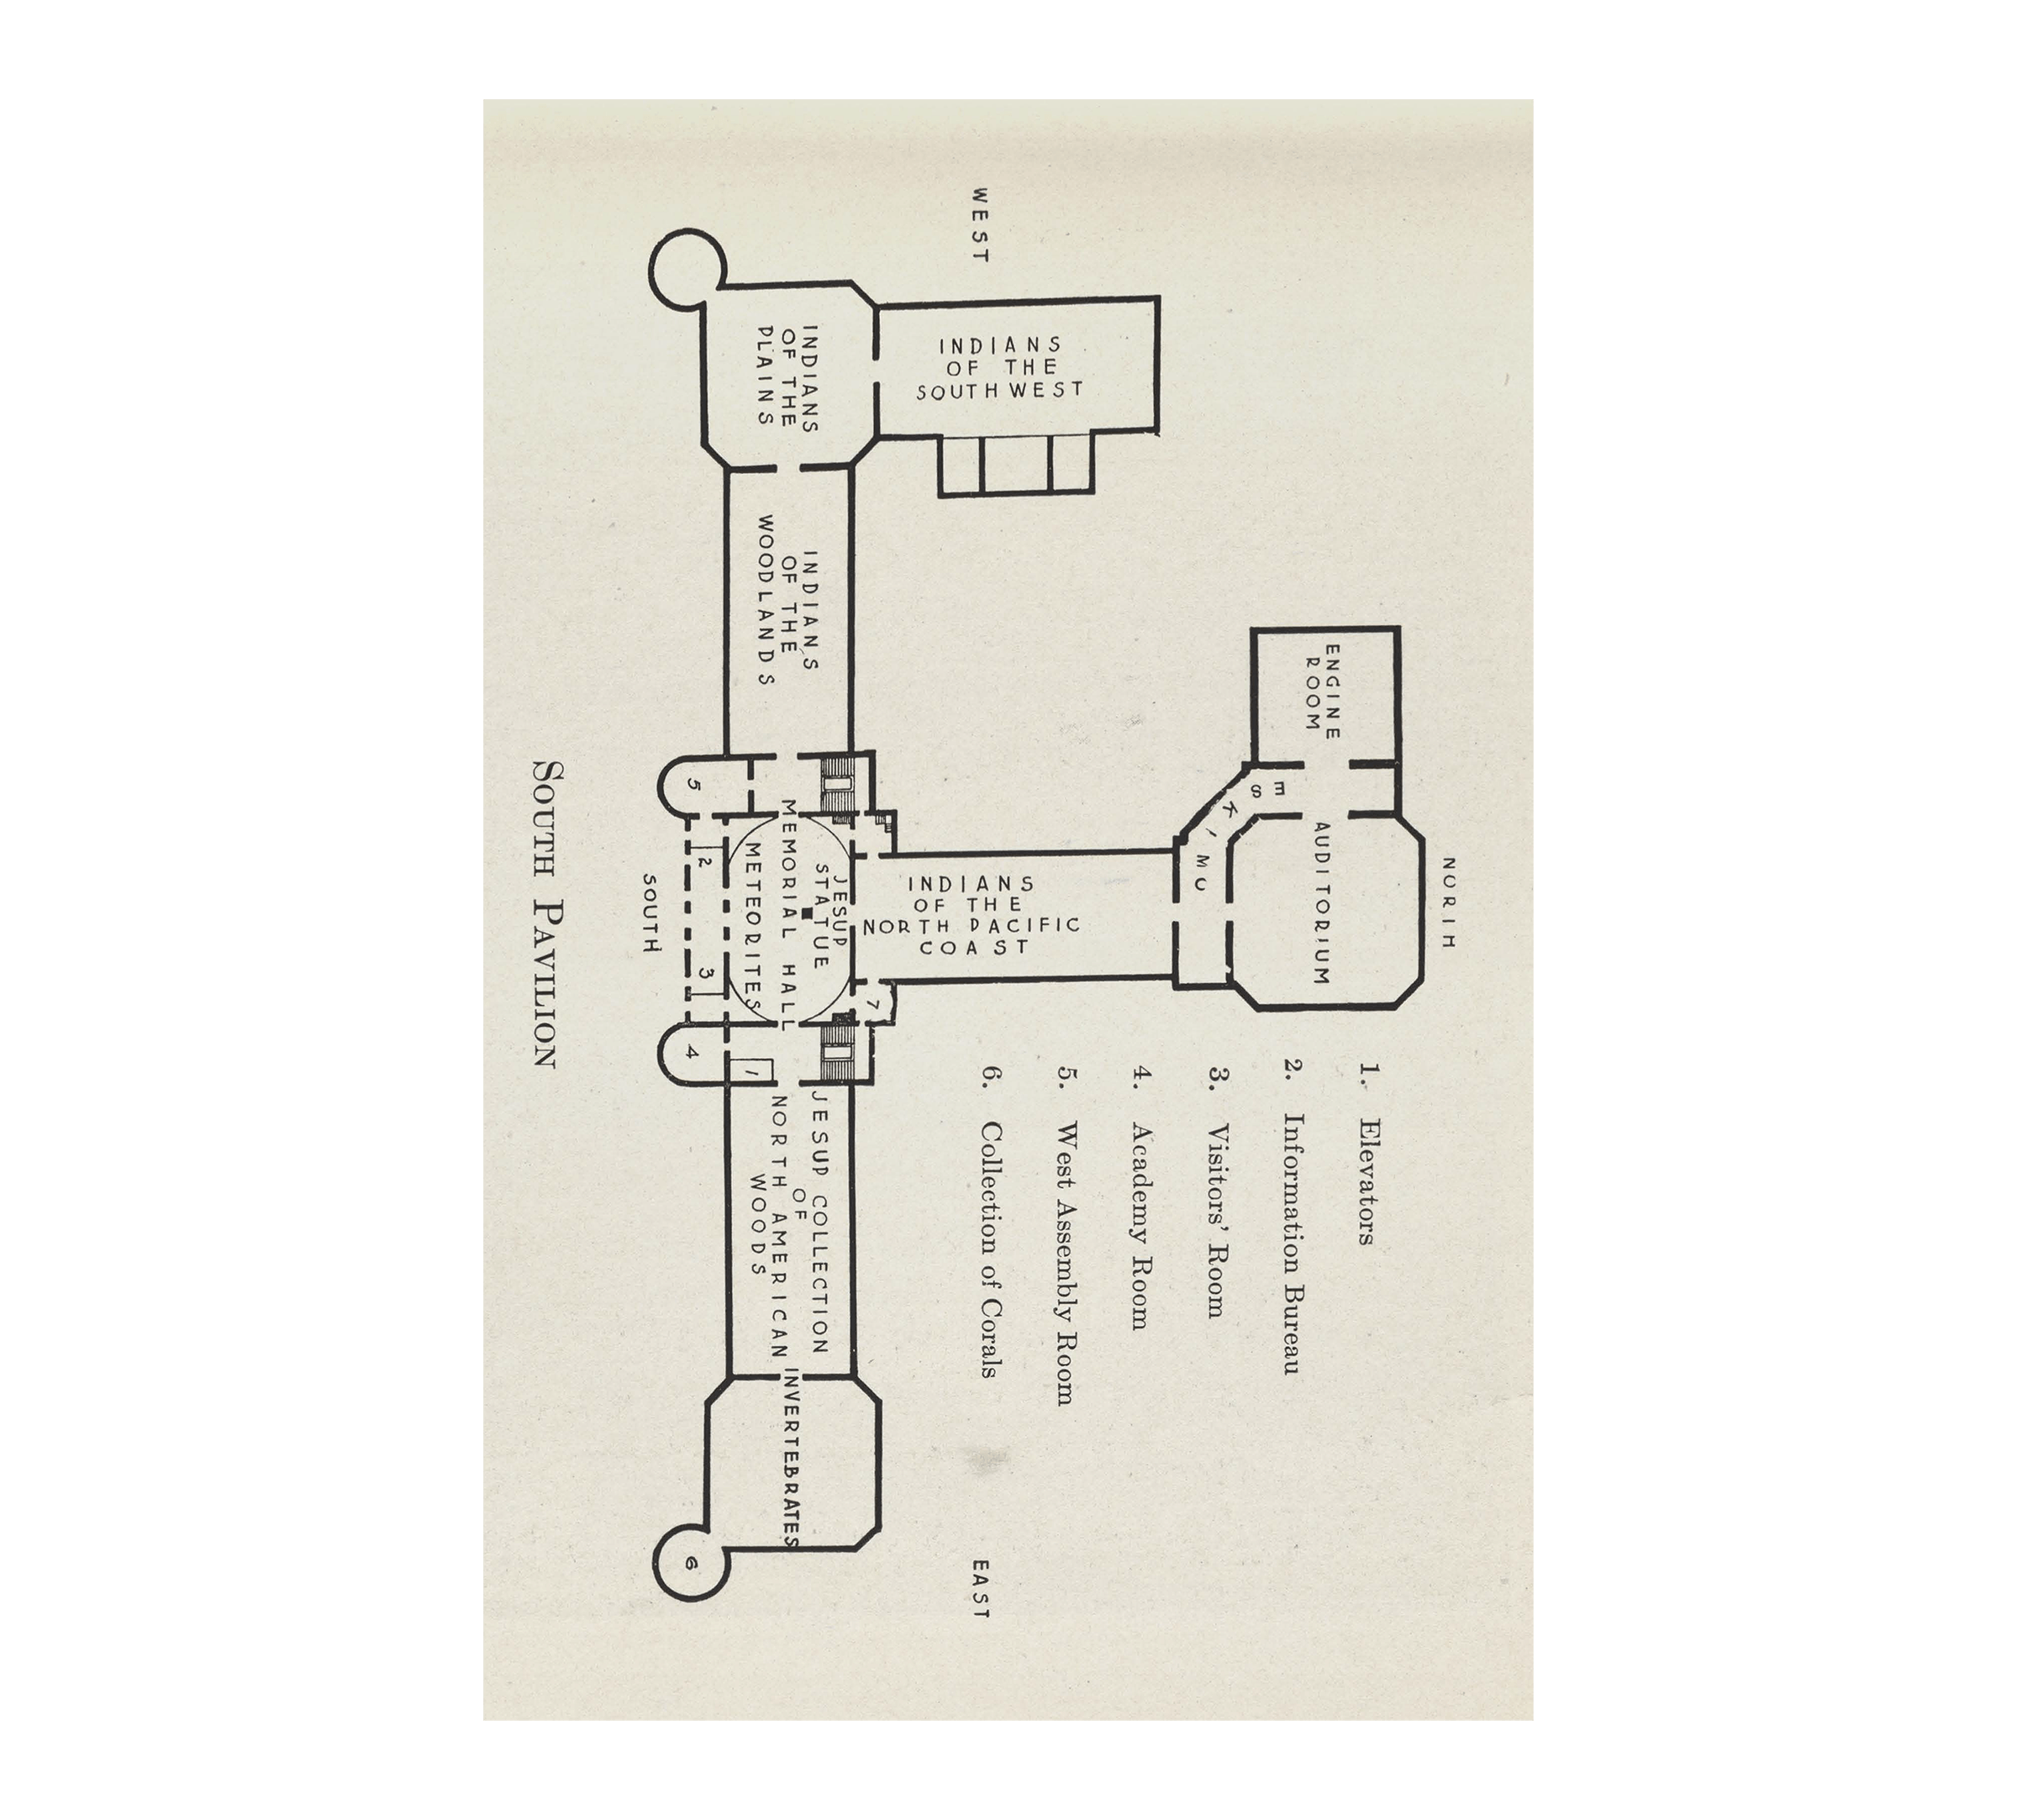 NORTH
ENGINE
ROOM
AUDITORIUM
ESKIMO
WEST
INDIANS
OF THE
SOUTHWEST
INDIANS
OF THE
NORTH PACIFIC
COAST
INDIANS
OF THE
PLAINS
INDIANS
OF THE
WOODLANDS
JESUP
STATUE
MEMORIAL HALL
METEORITES
JESUP COLLECTION
OF
NORTH AMERICAN
WOODS
INVERTEBRATES
5
2
3
4
1
7
6
SOUTH
EAST
1. Elevators
2. Information Bureau
3. Visitors' Room
4. Academy Room
5. West Assembly Room
6. Collection of Corals
SOUTH PAVILION